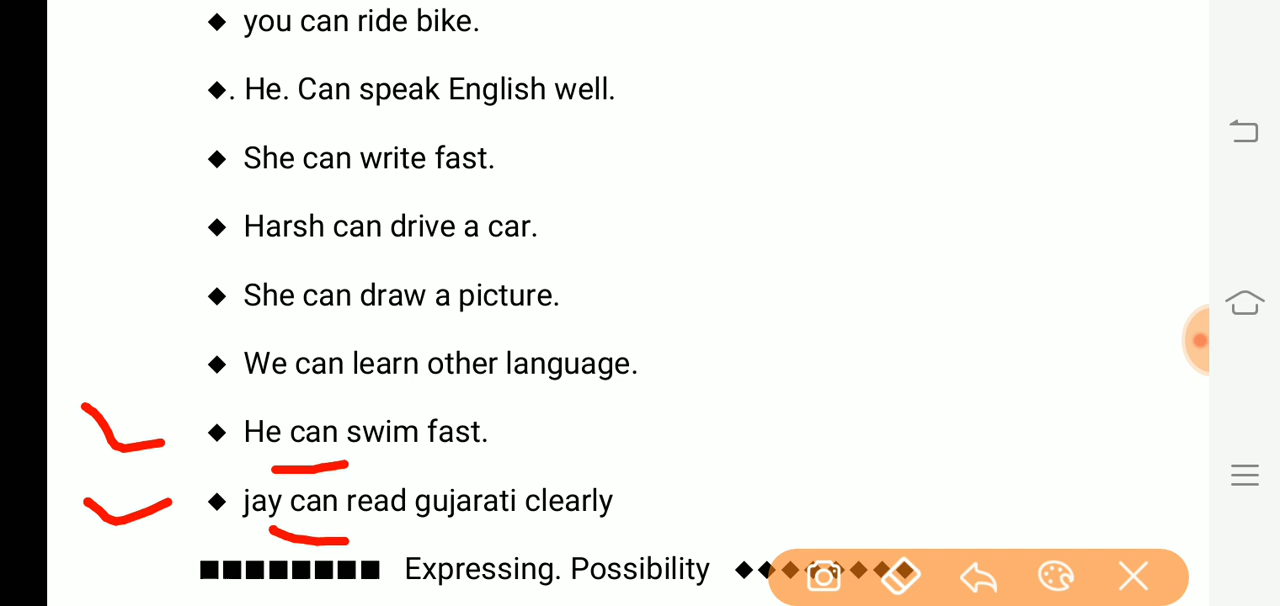 ◆ you can ride bike.
◆. He. Can speak English well.
◆ She can write fast.
◆ Harsh can drive a car.
◆ She can draw a picture.
◆ We can learn other language.
◆ He can swim fast.
◆ jay can read gujarati clearly
■■■■■■■■ Expressing. Possibility ◆◆◆◆◆◆◆◆